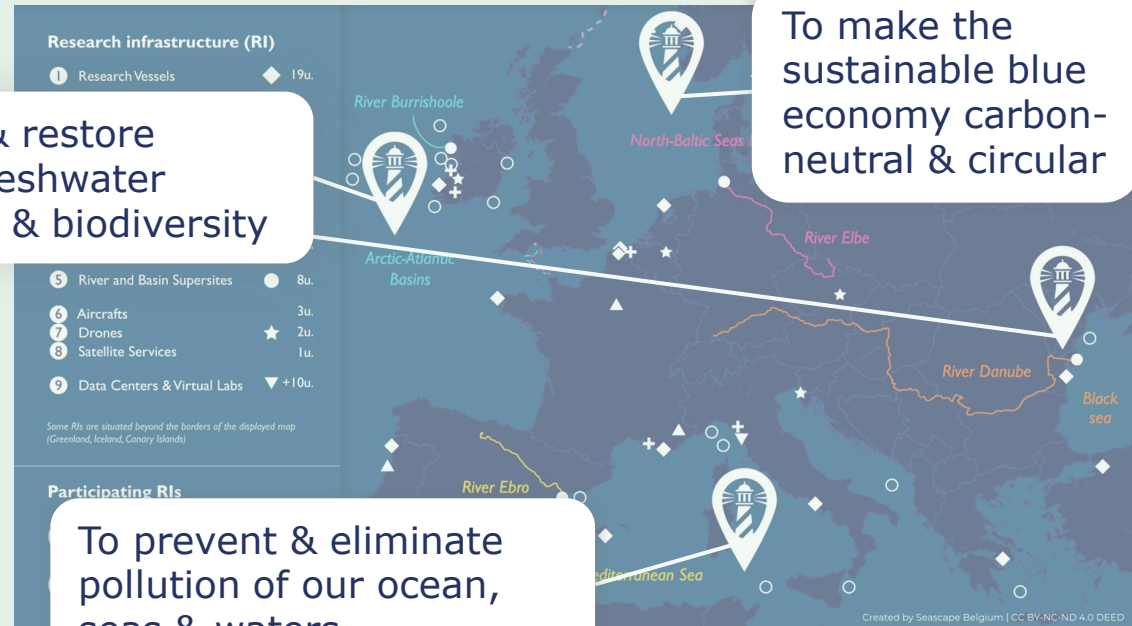 Research infrastructure (RI)
1 Research Vessels 19u.
& restore
freshwater
& biodiversity
5 River and Basin Supersites 8u.
6 Aircrafts 3u.
7 Drones 2u.
8 Satellite Services 1u.
9 Data Centers & Virtual Labs +10u.
Some RIs are situated beyond the borders of the displayed map
(Greenland, Iceland, Canary Islands)
Participating RIs
River Burrishoole
North-Baltic Seas
To make the
sustainable blue
economy carbon-
neutral & circular
Arctic-Atlantic
Basins
River Elbe
River Danube
Black
sea
River Ebro
Mediterranean Sea
To prevent & eliminate
pollution of our ocean,
seas & waters
Created by Seascape Belgium | CC BY-NC-ND 4.0 DEED